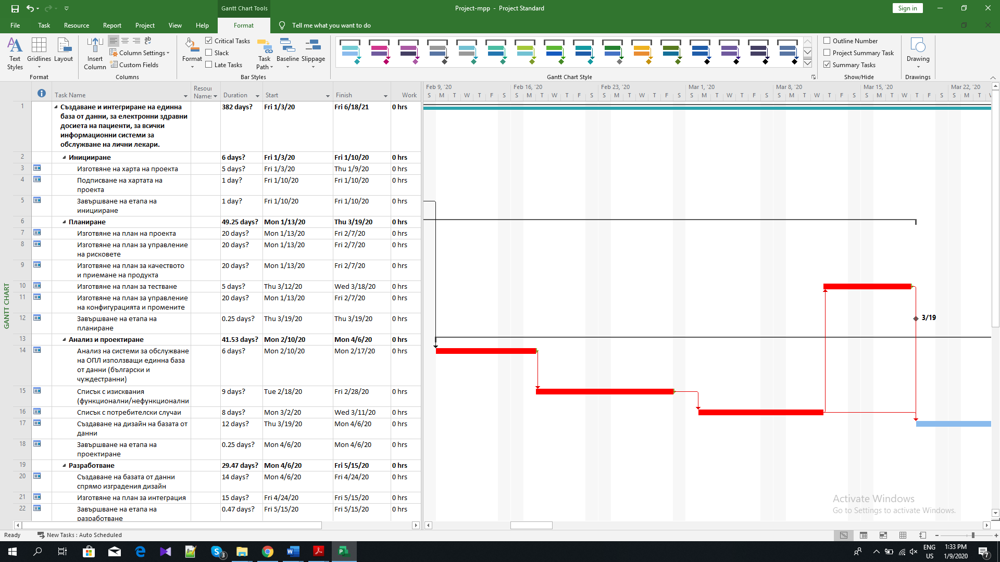 Gantt Chart Tools
Project-mpp - Project Standard
Sign in
File Task Resource Report Project View Help Format Tell me what you want to do
Text Styles
Gridlines
Layout
Format
Insert Column
Column Settings
Custom Fields
Columns
Format
Critical Tasks
Slack
Late Tasks
Task Path
Baseline
Slippage
Bar Styles
Gantt Chart Style
Outline Number
Project Summary Task
Summary Tasks
Show/Hide
Drawing
Drawings
Task Name
Resour
Names
Duration
Start
Finish
Work
Feb 9, '20 Feb 16, '20 Feb 23, '20 Mar 1, '20 Mar 8, '20 Mar 15, '20 Mar 22, '20
S M T W T F S S M T W T F S S M T W T F S S M T W T F S S M T W T F S S M T W T F S S M T W
1 Създаване и интегриране на единна 382 days? Fri 1/3/20 Fri 6/18/21 0 hrs
база от данни, за електронни здравни
досиета на пациенти, за всички
информационни системи за
обслужване на лични лекари.
2 Иницииране 6 days? Fri 1/3/20 Fri 1/10/20 0 hrs
3 Изготвяне на харта на проекта 5 days? Fri 1/3/20 Thu 1/9/20 0 hrs
4 Подписване на хартата на 1 day? Fri 1/10/20 Fri 1/10/20 0 hrs
проекта
5 Завършване на етапа на 1 day? Fri 1/10/20 Fri 1/10/20 0 hrs
иницииране
6 Планиране 49.25 days? Mon 1/13/20 Thu 3/19/20 0 hrs
7 Изготвяне на план на проекта 20 days? Mon 1/13/20 Fri 2/7/20 0 hrs
8 Изготвяне на план за управление 20 days? Mon 1/13/20 Fri 2/7/20 0 hrs
на рисковете
9 Изготвяне на план за качеството 20 days? Mon 1/13/20 Fri 2/7/20 0 hrs
и приемане на продукта
10 Изготвяне на план за тестване 5 days? Thu 3/12/20 Wed 3/18/20 0 hrs
11 Изготвяне на план за управление 20 days? Mon 1/13/20 Fri 2/7/20 0 hrs
на конфигурацията и промените
12 Завършване на етапа на 0.25 days? Thu 3/19/20 Thu 3/19/20 0 hrs
планиране
3/19
13 Анализ и проектиране 41.53 days? Mon 2/10/20 Mon 4/6/20 0 hrs
14 Анализ на системи за обслужване 6 days? Mon 2/10/20 Mon 2/17/20 0 hrs
на ОПЛ използващи единна база
от данни (български и
чуждестранни)
15 Списък с изисквания 9 days? Tue 2/18/20 Fri 2/28/20 0 hrs
(функционални/нефункционални
16 Списък с потребителски случаи 8 days? Mon 3/2/20 Wed 3/11/20 0 hrs
17 Създаване на дизайн на базата от 12 days? Thu 3/19/20 Mon 4/6/20 0 hrs
данни
18 Завършване на етапа на 0.25 days? Mon 4/6/20 Mon 4/6/20 0 hrs
проектиране
19 Разработване 29.47 days? Mon 4/6/20 Fri 5/15/20 0 hrs
20 Създаване на базата от данни 14 days? Mon 4/6/20 Fri 4/24/20 0 hrs
спрямо изградения дизайн
21 Изготвяне на план за интеграция 15 days? Fri 4/24/20 Fri 5/15/20 0 hrs
22 Завършване на етапа на 0.47 days? Fri 5/15/20 Fri 5/15/20 0 hrs
разработване
GANTT CHART
Activate Windows
Go to Settings to activate Windows.
Ready New Tasks : Auto Scheduled
3
ENG
US
1:33 PM
1/9/2020
7